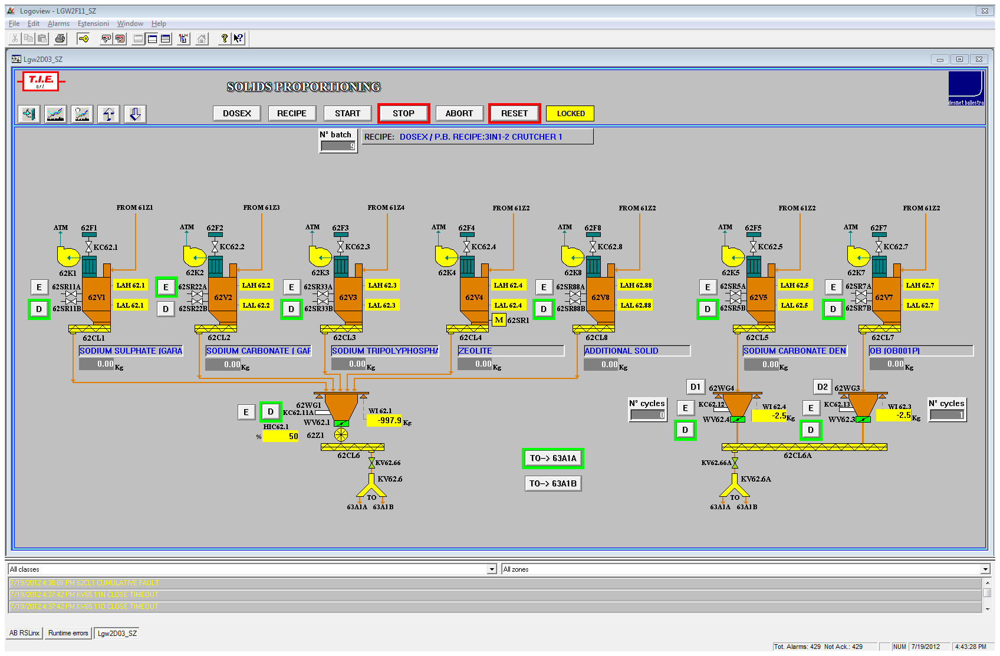 Logoview - LGW2F11_SZ
File Edit Alarms Estensioni Window Help
Lgw2D03_SZ
T.I.E.
s.r.l.
SOLIDS PROPORTIONING
desmet ballestra
DOSEX RECIPE START STOP ABORT RESET LOCKED
N° batch
9
RECIPE: DOSEX / P.B. RECIPE:3IN1-2 CRUTCHER 1
FROM 61Z1 FROM 61Z3 FROM 61Z4 FROM 61Z2 FROM 61Z2 FROM 61Z2 FROM 61Z2
ATM 62F1 ATM 62F2 ATM 62F3 ATM 62F4 ATM 62F8 ATM 62F5 ATM 62F7
KC62.1 KC62.2 KC62.3 KC62.4 KC62.8 KC62.5 KC62.7
62K1 62K2 62K3 62K4 62K8 62K5 62K7
E 62SR11A LAH 62.1 E 62SR22A LAH 62.2 E 62SR33A LAH 62.3 LAH 62.4 E 62SR88A LAH 62.88 E 62SR5A LAH 62.5 E 62SR7A LAH 62.7
62V1 62V2 62V3 62V4 62V8 62V5 62V7
D 62SR11B LAL 62.1 D 62SR22B LAL 62.2 D 62SR33B LAL 62.3 LAL 62.4 D 62SR88B LAL 62.88 D 62SR5B LAL 62.5 D 62SR7B LAL 62.7
M 62SR1
62CL1 62CL2 62CL3 62CL4 62CL8 62CL5 62CL7
SODIUM SULPHATE (GARA SODIUM CARBONATE ( GAR SODIUM TRIPOLYPHOSPHA ZEOLITE ADDITIONAL SOLID SODIUM CARBONATE DEN OB (OB001P)
0.00 Kg 0.00 Kg 0.00 Kg 0.00 Kg 0.00 Kg 0.00 Kg 0.00 Kg
D1 62WG4 D2 62WG3
E D 62WG1
KC62.11A WI 62.1
-997.9 Kg
WV62.1
HIC62.1
% 50
62Z1
62CL6
KV62.66
KV62.6
TO
63A1A 63A1B
TO-> 63A1A
TO-> 63A1B
N° cycles
0
E KC62.12 WI 62.4
-2.5 Kg
WV62.4
D
E KC62.13 WI 62.3
-2.5 Kg
WV62.3
D
N° cycles
1
62CL6A
KV62.66A
KV62.6A
TO
63A1A 63A1B
All classes All zones
7/19/2012 4:38:01 PM 62CL1 CUMULATIVE FAULT
7/19/2012 4:37:42 PM KV65.11N CLOSE TIMEOUT
7/19/2012 4:37:42 PM KV65.11O CLOSE TIMEOUT
AB RSLinx Runtime errors Lgw2D03_SZ
Tot. Alarms: 429 Not Ack.: 429 NUM 7/19/2012 4:43:28 PM